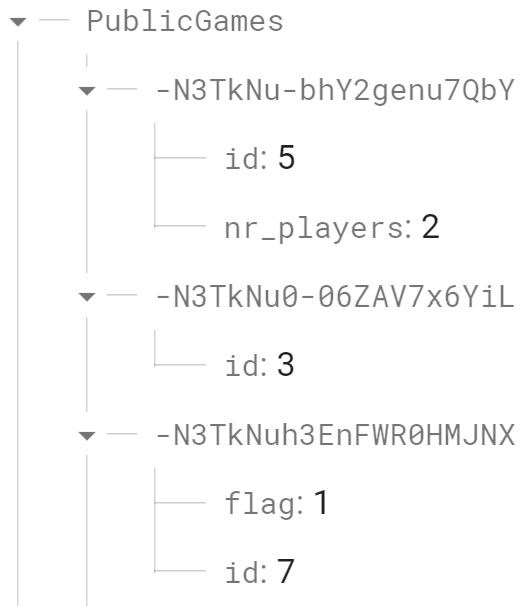 PublicGames
-N3TkNu-bhY2genu7QbY
id: 5
nr_players: 2
-N3TkNu0-06ZAV7x6YiL
id: 3
-N3TkNuh3EnFWR0HMJNX
flag: 1
id: 7